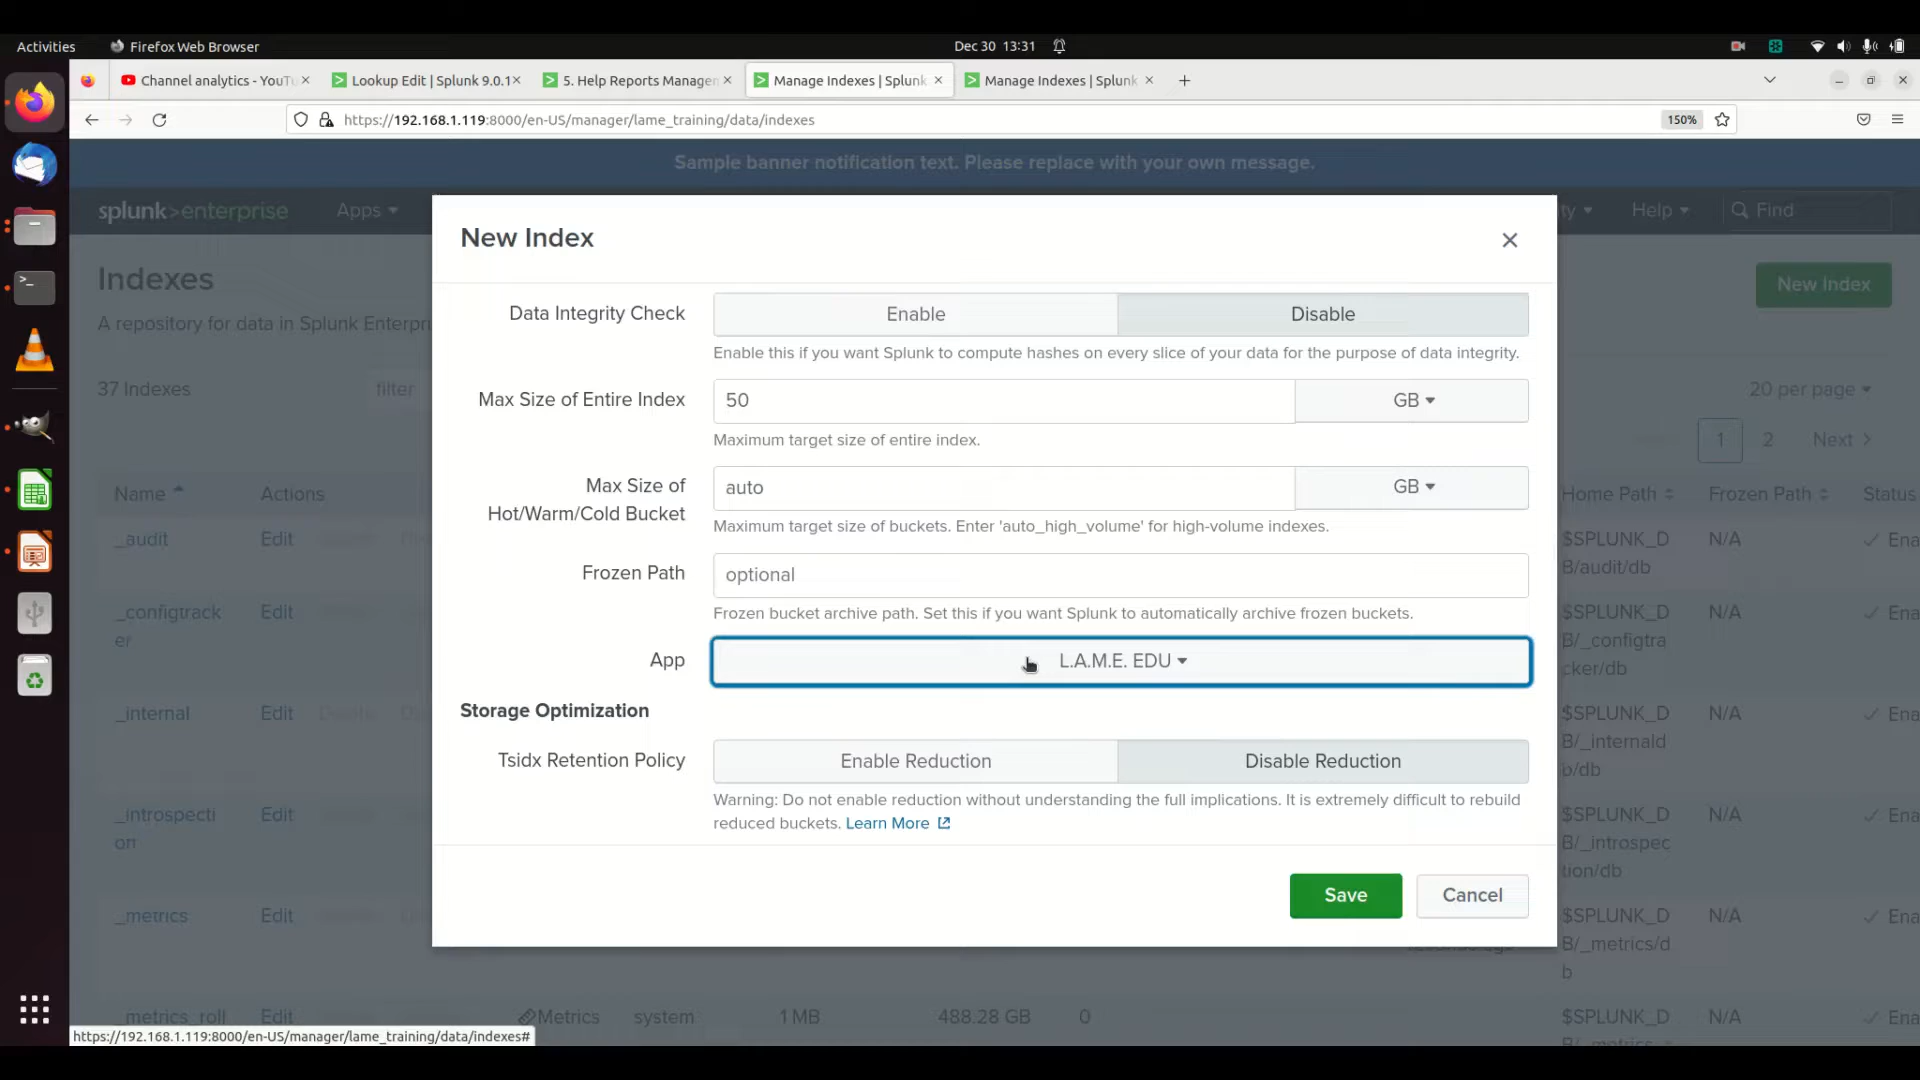 Activities
Firefox Web Browser
Dec 30 13:31
Channel analytics - YouTu
Lookup Edit | Splunk 9.0.1
5. Help Reports Managem
Manage Indexes | Splunk
Manage Indexes | Splunk
https://192.168.1.119:8000/en-US/manager/lame_training/data/indexes
150%
Sample banner notification text. Please replace with your own message.
splunk>enterprise
Apps
ty
Help
Find
Indexes
New Index
A repository for data in Splunk Enterpri
37 Indexes
filter
20 per page
1
2
Next
Name
Actions
Home Path
Frozen Path
Status
_audit
Edit
$SPLUNK_D
B/audit/db
N/A
Ena
_configtrack
er
Edit
$SPLUNK_D
B/_configtra
cker/db
N/A
Ena
_internal
Edit
Delete
$SPLUNK_D
B/_internald
b/db
N/A
Ena
_introspecti
on
Edit
$SPLUNK_D
B/_introspec
tion/db
N/A
Ena
_metrics
Edit
$SPLUNK_D
B/_metrics/d
b
N/A
Ena
_metrics_roll
Edit
Metrics
system
1 MB
488.28 GB
0
$SPLUNK_D
N/A
Ena
New Index
Data Integrity Check
Enable
Disable
Enable this if you want Splunk to compute hashes on every slice of your data for the purpose of data integrity.
Max Size of Entire Index
50
GB
Maximum target size of entire index.
Max Size of
Hot/Warm/Cold Bucket
auto
GB
Maximum target size of buckets. Enter 'auto_high_volume' for high-volume indexes.
Frozen Path
optional
Frozen bucket archive path. Set this if you want Splunk to automatically archive frozen buckets.
App
L.A.M.E. EDU
Storage Optimization
Tsidx Retention Policy
Enable Reduction
Disable Reduction
Warning: Do not enable reduction without understanding the full implications. It is extremely difficult to rebuild
reduced buckets. Learn More
Save
Cancel
https://192.168.1.119:8000/en-US/manager/lame_training/data/indexes#